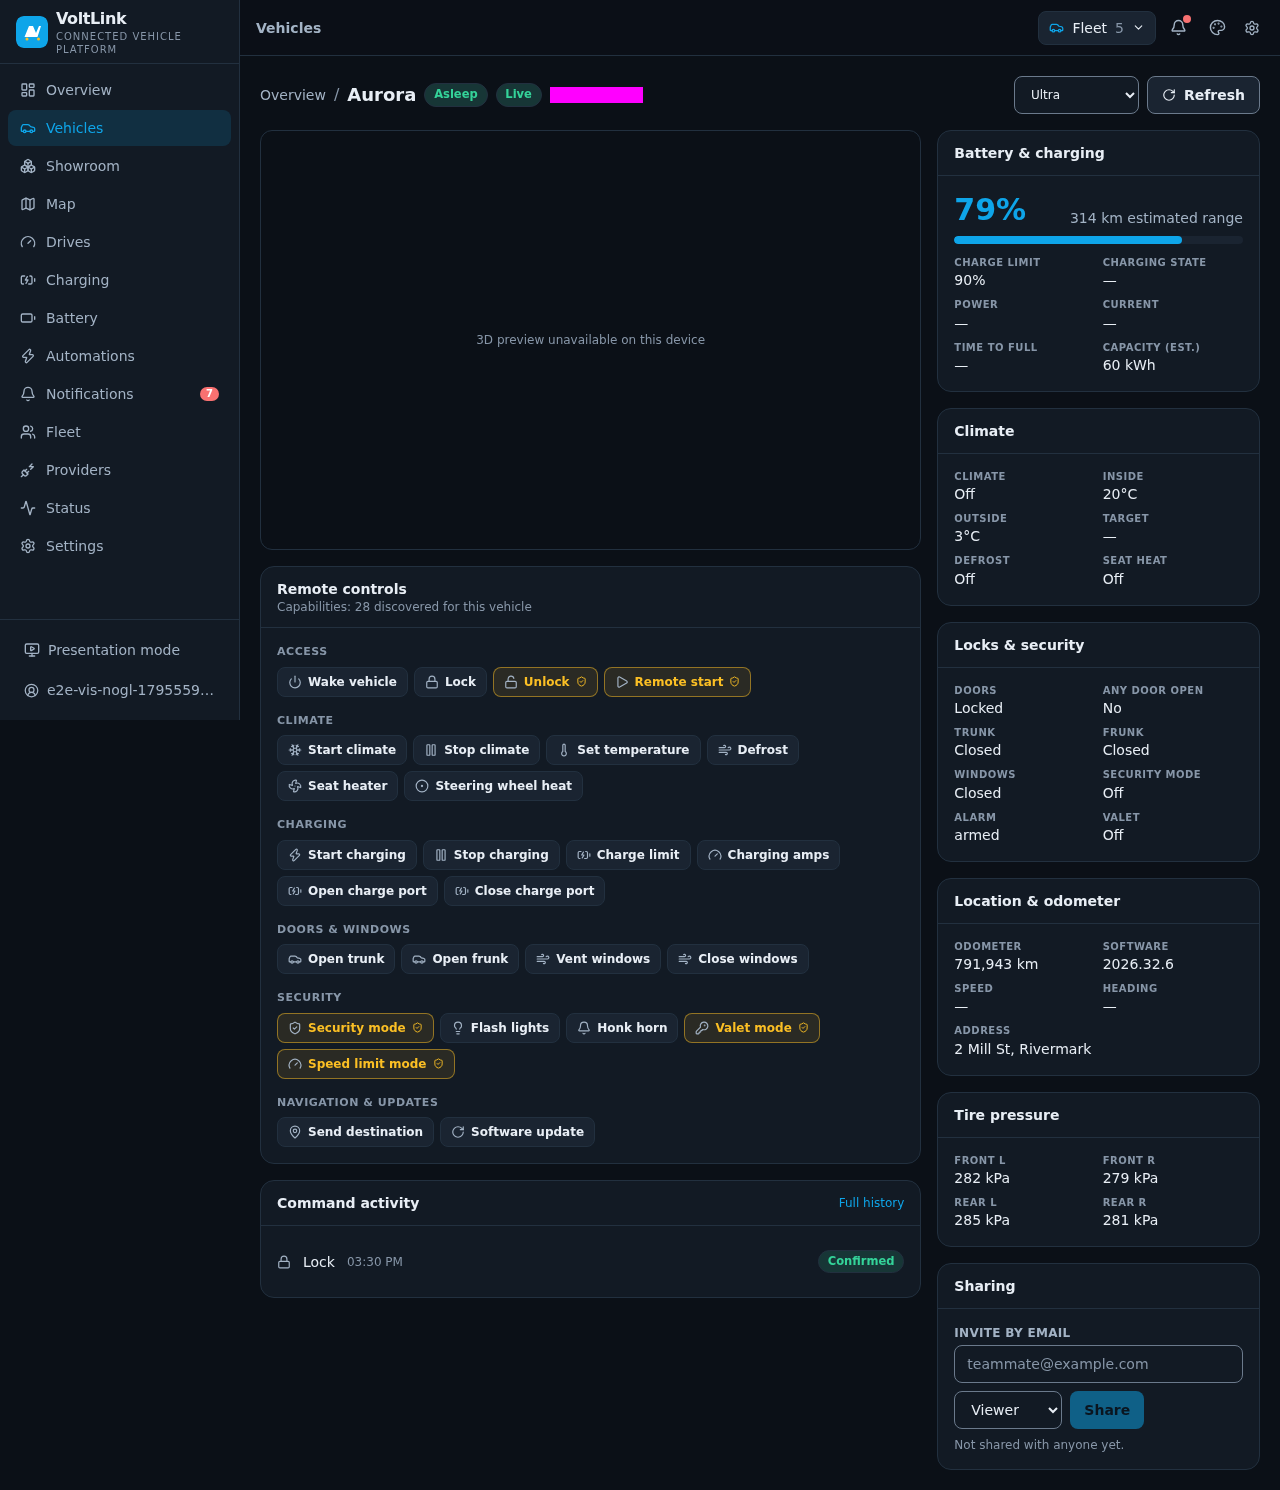 VoltLink
CONNECTED VEHICLE
PLATFORM
Overview
Vehicles
Showroom
Map
Drives
Charging
Battery
Automations
Notifications 7
Fleet
Providers
Status
Settings
Presentation mode
e2e-vis-nogl-1795559…
Vehicles
Fleet 5
Overview / Aurora Asleep Live
Ultra
Refresh
3D preview unavailable on this device
Remote controls
Capabilities: 28 discovered for this vehicle
ACCESS
Wake vehicle Lock Unlock Remote start
CLIMATE
Start climate Stop climate Set temperature Defrost
Seat heater Steering wheel heat
CHARGING
Start charging Stop charging Charge limit Charging amps
Open charge port Close charge port
DOORS & WINDOWS
Open trunk Open frunk Vent windows Close windows
SECURITY
Security mode Flash lights Honk horn Valet mode
Speed limit mode
NAVIGATION & UPDATES
Send destination Software update
Command activity Full history
Lock 03:30 PM Confirmed
Battery & charging
79% 314 km estimated range
CHARGE LIMIT CHARGING STATE
90% —
POWER CURRENT
— —
TIME TO FULL CAPACITY (EST.)
— 60 kWh
Climate
CLIMATE INSIDE
Off 20°C
OUTSIDE TARGET
3°C —
DEFROST SEAT HEAT
Off Off
Locks & security
DOORS ANY DOOR OPEN
Locked No
TRUNK FRUNK
Closed Closed
WINDOWS SECURITY MODE
Closed Off
ALARM VALET
armed Off
Location & odometer
ODOMETER SOFTWARE
791,943 km 2026.32.6
SPEED HEADING
— —
ADDRESS
2 Mill St, Rivermark
Tire pressure
FRONT L FRONT R
282 kPa 279 kPa
REAR L REAR R
285 kPa 281 kPa
Sharing
INVITE BY EMAIL
teammate@example.com
Viewer Share
Not shared with anyone yet.